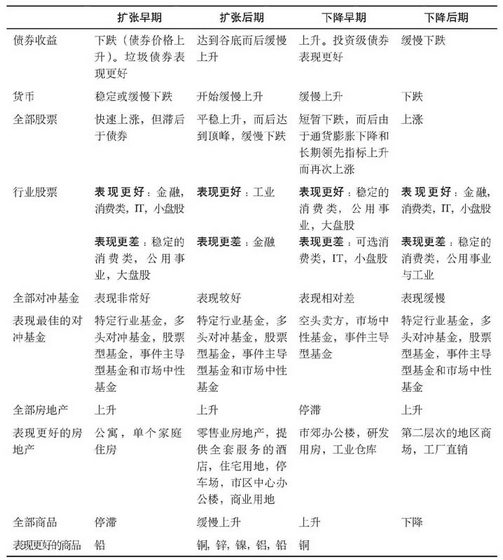 扩张早期 扩张后期 下降早期 下降后期
债券收益 下跌（债券价格上 达到谷底而后缓慢 上升。投资级债券 缓慢下跌
升）。垃圾债券表 上升 表现更好
现更好
货币 稳定或缓慢下跌 开始缓慢上升 缓慢上升 下跌
全部股票 快速上涨，但滞后 平稳上升，而后达 短暂下跌，而后由 上涨
于债券 到顶峰，缓慢下跌 于通货膨胀下降和
长期领先指标上升
而再次上涨
行业股票 表现更好：金融， 表现更好：工业 表现更好：稳定的 表现更好：金融，
消费类，IT，小盘股 消费类，公用事业， 消费类，IT，小盘股
大盘股
表现更差：稳定的 表现更差：金融 表现更差：可选消 表现更差：稳定的
消费类，公用事 费类，IT，小盘股 消费类，公用事业
业，大盘股 与工业
全部对冲基金 表现非常好 表现较好 表现相对差 表现缓慢
表现最佳的对 特定行业基金，多 特定行业基金，多 空头卖方，市场中 特定行业基金，多
冲基金 头对冲基金，股票 头对冲基金，股票 性基金，事件主导 头对冲基金，股票
型基金，事件主导 型基金，事件主导 型基金 型基金，事件主导
型基金和市场中性 型基金和市场中性 型基金和市场中性
基金 基金 基金
全部房地产 上升 上升 停滞 上升
表现更好的房 公寓，单个家庭 零售业房地产，提 市郊办公楼，研发 第二层次的地区商
地产 住房 供全套服务的酒 用房，工业仓库 场，工厂直销
店，住宅用地，停
车场，市区中心办
公楼，商业用地
全部商品 停滞 缓慢上升 上升 下降
表现更好的商品 铅 铜，锌，镍，铝，铅 铜